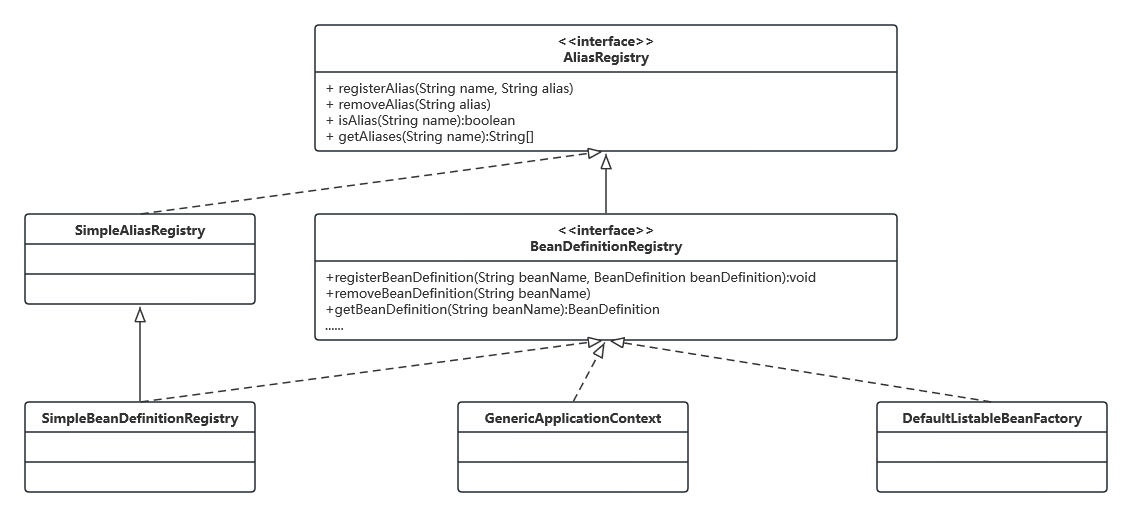 <<interface>>
AliasRegistry
+ registerAlias(String name, String alias)
+ removeAlias(String alias)
+ isAlias(String name):boolean
+ getAliases(String name):String[]
SimpleAliasRegistry
<<interface>>
BeanDefinitionRegistry
+registerBeanDefinition(String beanName, BeanDefinition beanDefinition):void
+removeBeanDefinition(String beanName)
+getBeanDefinition(String beanName):BeanDefinition
......
SimpleBeanDefinitionRegistry
GenericApplicationContext
DefaultListableBeanFactory